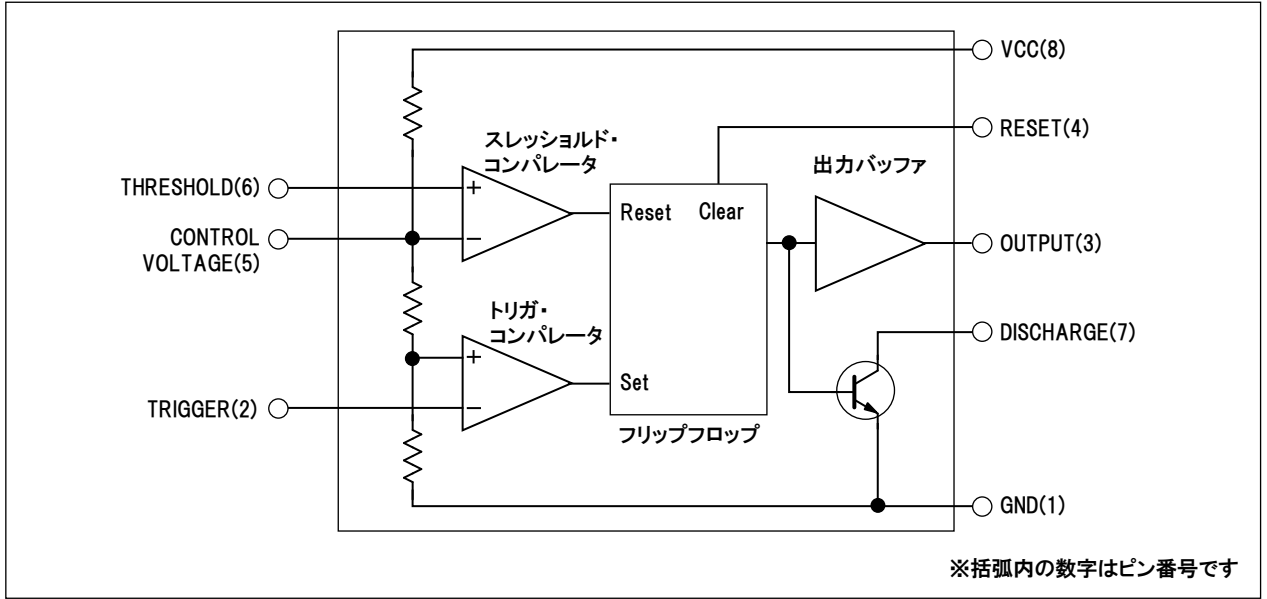 VCC(8)
RESET(4)
スレッショルド・
コンパレータ
出力バッファ
THRESHOLD(6)
+
Reset
Clear
CONTROL
VOLTAGE(5)
−
OUTPUT(3)
トリガ・
コンパレータ
DISCHARGE(7)
+
Set
TRIGGER(2)
−
フリップフロップ
GND(1)
※括弧内の数字はピン番号です